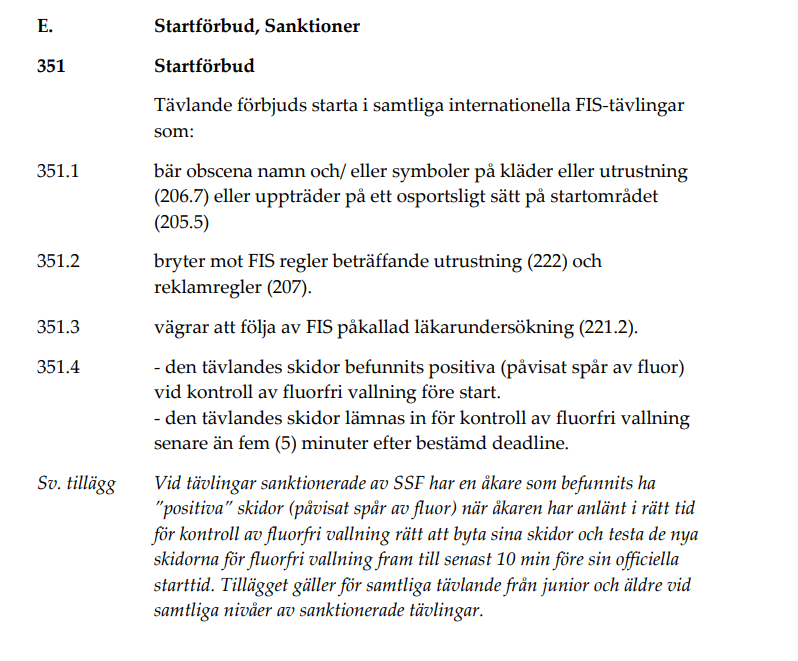 E. Startförbud, Sanktioner
351 Startförbud
Tävlande förbjuds starta i samtliga internationella FIS-tävlingar
som:
351.1 bär obscena namn och/ eller symboler på kläder eller utrustning
(206.7) eller uppträder på ett osportsligt sätt på startområdet
(205.5)
351.2 bryter mot FIS regler beträffande utrustning (222) och
reklamregler (207).
351.3 vägrar att följa av FIS påkallad läkarundersökning (221.2).
351.4 - den tävlandes skidor befunnits positiva (påvisat spår av fluor)
vid kontroll av fluorfri vallning före start.
- den tävlandes skidor lämnas in för kontroll av fluorfri vallning
senare än fem (5) minuter efter bestämd deadline.
Sv. tillägg Vid tävlingar sanktionerade av SSF har en åkare som befunnits ha
”positiva” skidor (påvisat spår av fluor) när åkaren har anlänt i rätt tid
för kontroll av fluorfri vallning rätt att byta sina skidor och testa de nya
skidorna för fluorfri vallning fram till senast 10 min före sin officiella
starttid. Tillägget gäller för samtliga tävlande från junior och äldre vid
samtliga nivåer av sanktionerade tävlingar.